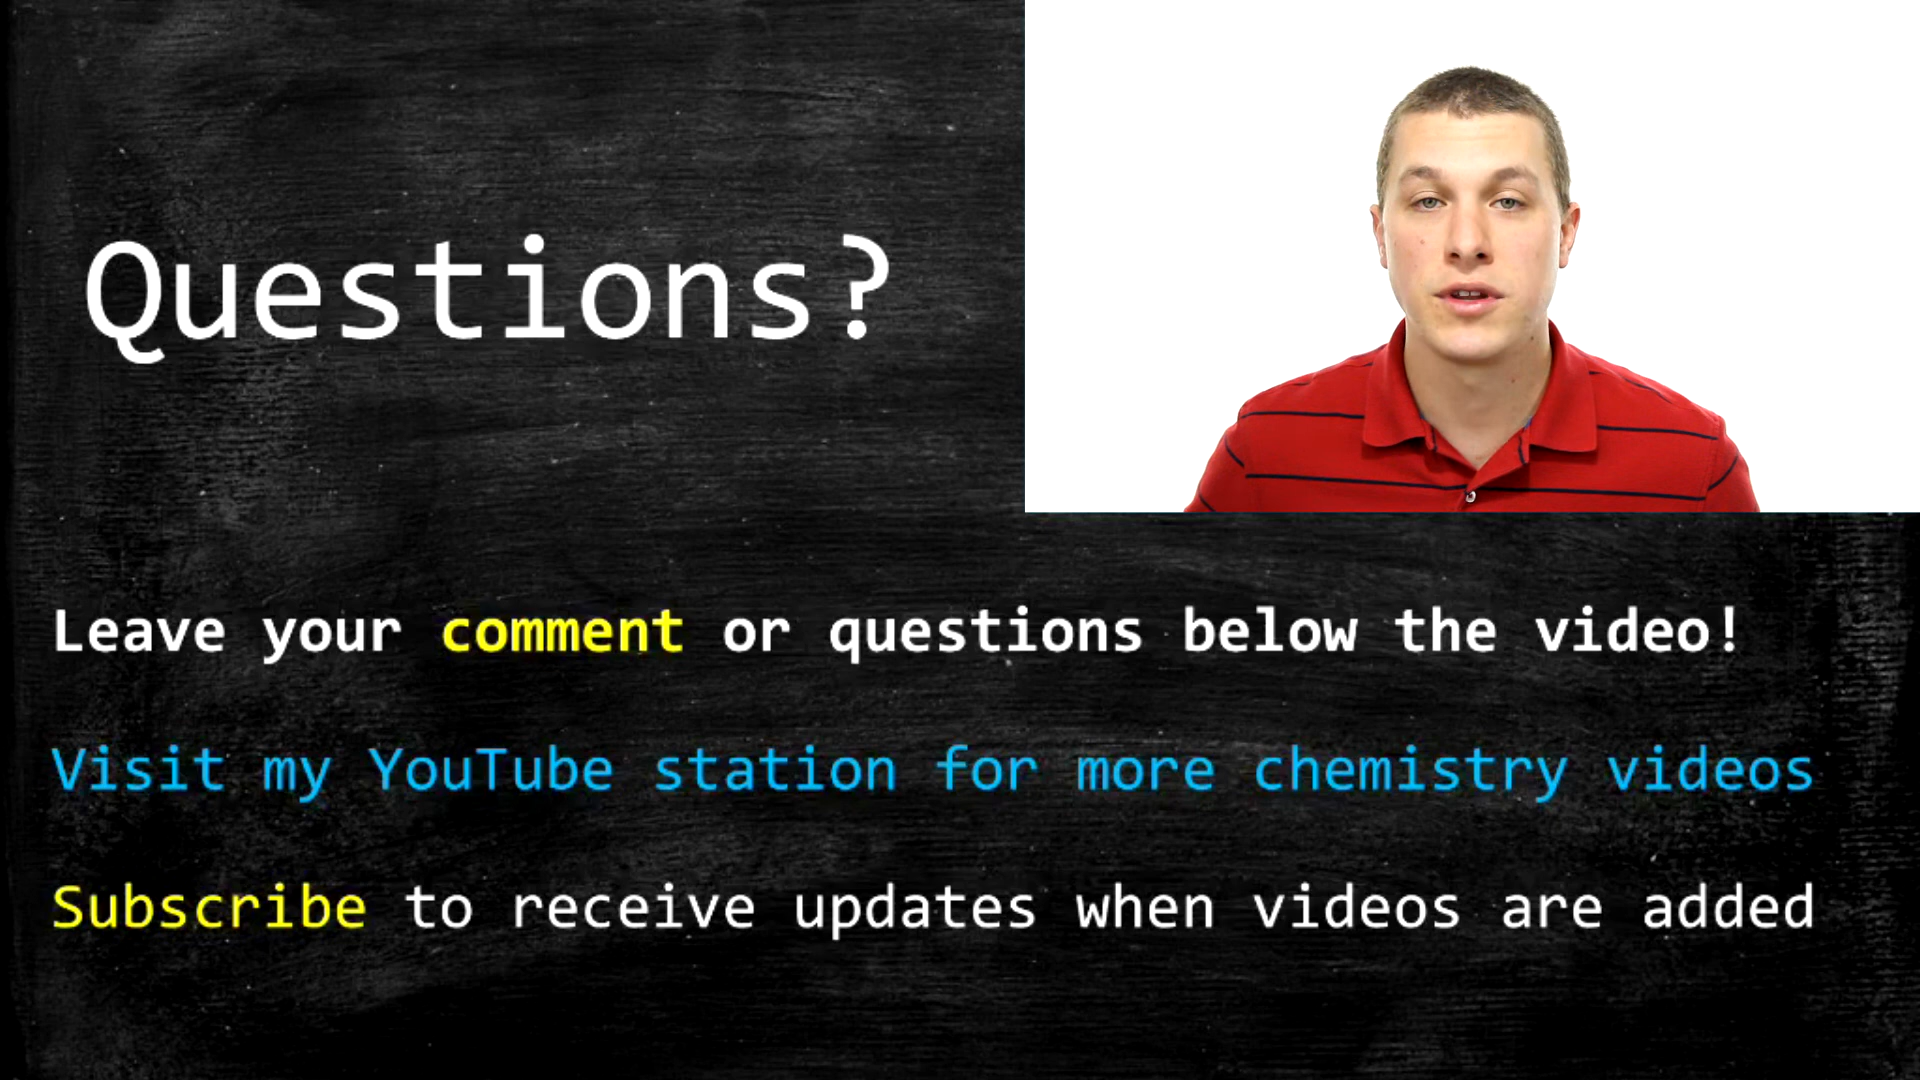 Questions?
Leave your comment or questions below the video!
Visit my YouTube station for more chemistry videos
Subscribe to receive updates when videos are added